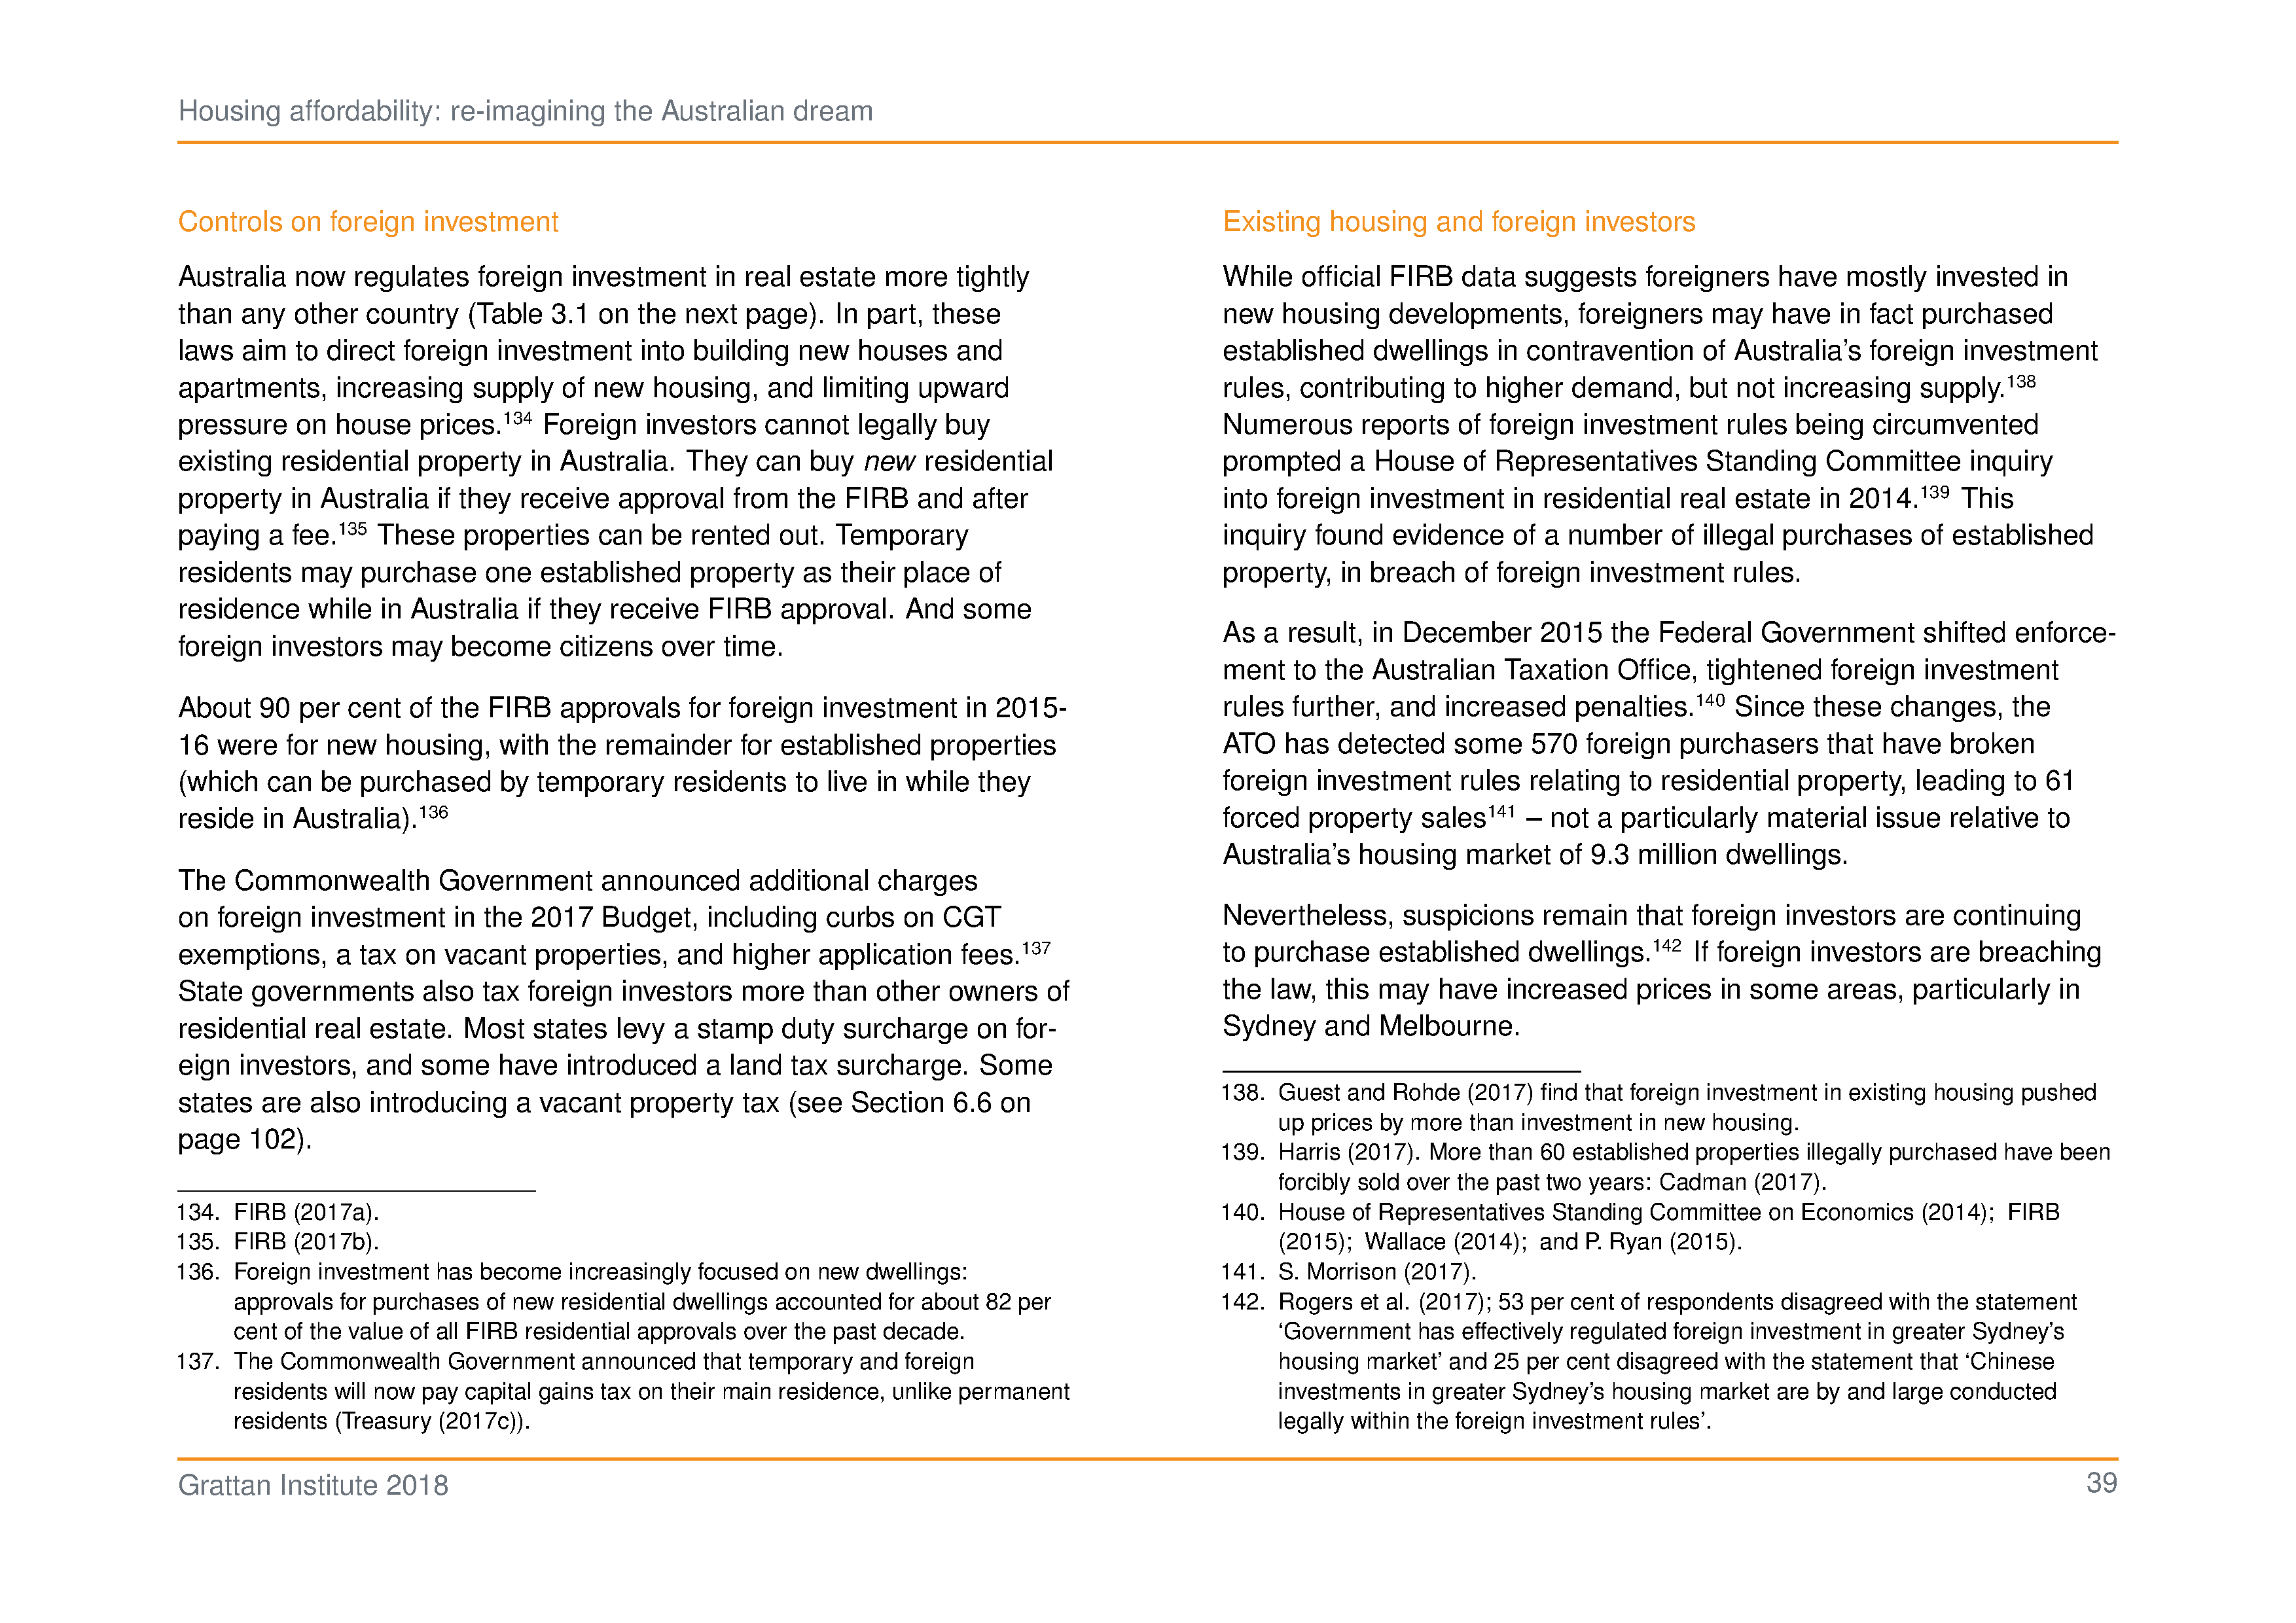 Housing affordability: re-imagining the Australian dream
Controls on foreign investment
Australia now regulates foreign investment in real estate more tightly
than any other country (Table 3.1 on the next page). In part, these
laws aim to direct foreign investment into building new houses and
apartments, increasing supply of new housing, and limiting upward
pressure on house prices.134 Foreign investors cannot legally buy
existing residential property in Australia. They can buy new residential
property in Australia if they receive approval from the FIRB and after
paying a fee.135 These properties can be rented out. Temporary
residents may purchase one established property as their place of
residence while in Australia if they receive FIRB approval. And some
foreign investors may become citizens over time.
About 90 per cent of the FIRB approvals for foreign investment in 2015-
16 were for new housing, with the remainder for established properties
(which can be purchased by temporary residents to live in while they
reside in Australia).136
The Commonwealth Government announced additional charges
on foreign investment in the 2017 Budget, including curbs on CGT
exemptions, a tax on vacant properties, and higher application fees.137
State governments also tax foreign investors more than other owners of
residential real estate. Most states levy a stamp duty surcharge on for-
eign investors, and some have introduced a land tax surcharge. Some
states are also introducing a vacant property tax (see Section 6.6 on
page 102).
134. FIRB (2017a).
135. FIRB (2017b).
136. Foreign investment has become increasingly focused on new dwellings:
approvals for purchases of new residential dwellings accounted for about 82 per
cent of the value of all FIRB residential approvals over the past decade.
137. The Commonwealth Government announced that temporary and foreign
residents will now pay capital gains tax on their main residence, unlike permanent
residents (Treasury (2017c)).
Existing housing and foreign investors
While official FIRB data suggests foreigners have mostly invested in
new housing developments, foreigners may have in fact purchased
established dwellings in contravention of Australia's foreign investment
rules, contributing to higher demand, but not increasing supply.138
Numerous reports of foreign investment rules being circumvented
prompted a House of Representatives Standing Committee inquiry
into foreign investment in residential real estate in 2014.139 This
inquiry found evidence of a number of illegal purchases of established
property, in breach of foreign investment rules.
As a result, in December 2015 the Federal Government shifted enforce-
ment to the Australian Taxation Office, tightened foreign investment
rules further, and increased penalties.140 Since these changes, the
ATO has detected some 570 foreign purchasers that have broken
foreign investment rules relating to residential property, leading to 61
forced property sales141 – not a particularly material issue relative to
Australia's housing market of 9.3 million dwellings.
Nevertheless, suspicions remain that foreign investors are continuing
to purchase established dwellings.142 If foreign investors are breaching
the law, this may have increased prices in some areas, particularly in
Sydney and Melbourne.
138. Guest and Rohde (2017) find that foreign investment in existing housing pushed
up prices by more than investment in new housing.
139. Harris (2017). More than 60 established properties illegally purchased have been
forcibly sold over the past two years: Cadman (2017).
140. House of Representatives Standing Committee on Economics (2014); FIRB
(2015); Wallace (2014); and P. Ryan (2015).
141. S. Morrison (2017).
142. Rogers et al. (2017); 53 per cent of respondents disagreed with the statement
'Government has effectively regulated foreign investment in greater Sydney's
housing market' and 25 per cent disagreed with the statement that 'Chinese
investments in greater Sydney's housing market are by and large conducted
legally within the foreign investment rules'.
Grattan Institute 2018
39